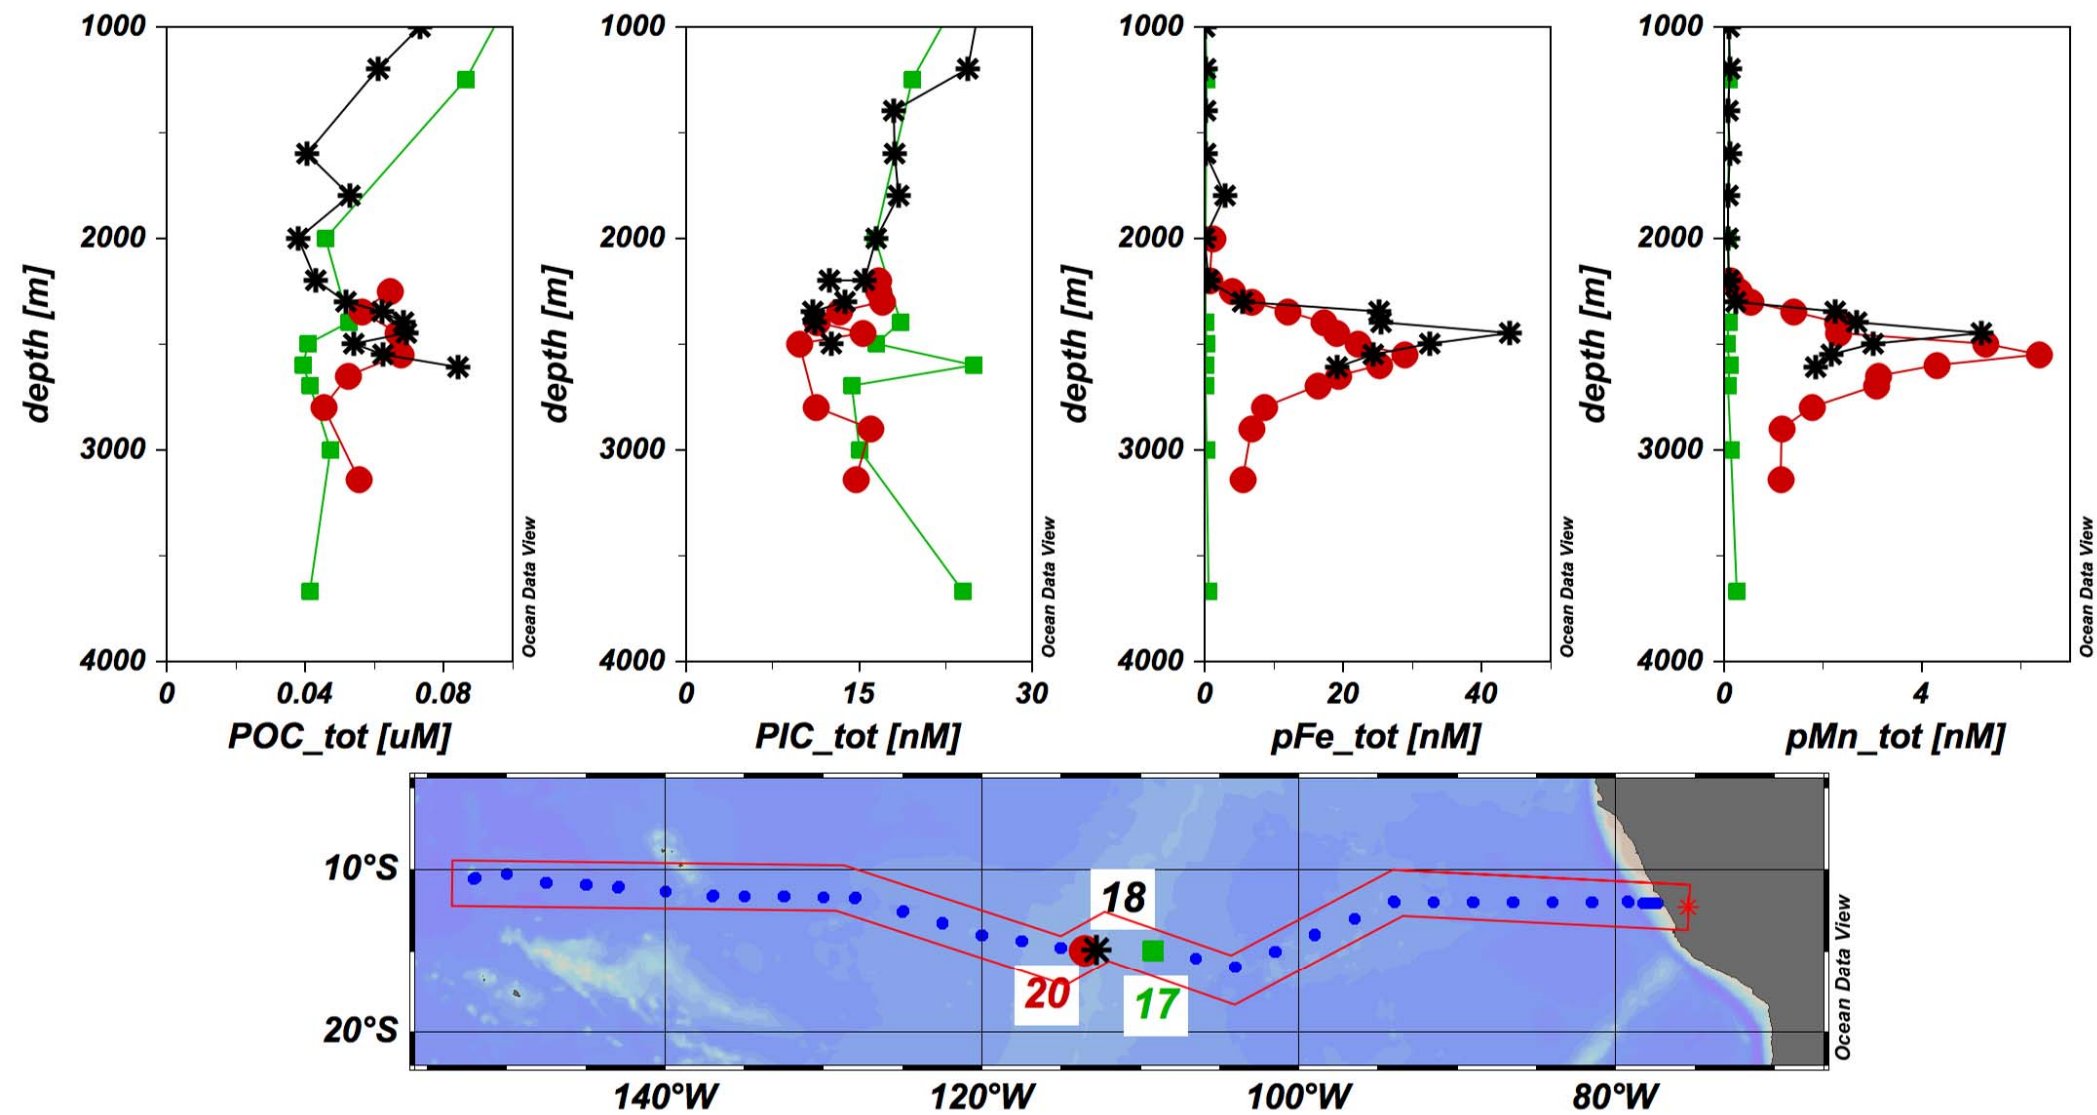 1000
2000
3000
4000
depth [m]
0 0.04 0.08
POC_tot [uM]
Ocean Data View
1000
2000
3000
4000
depth [m]
0 15 30
PIC_tot [nM]
Ocean Data View
1000
2000
3000
4000
depth [m]
0 20 40
pFe_tot [nM]
Ocean Data View
1000
2000
3000
4000
depth [m]
0 4
pMn_tot [nM]
Ocean Data View
10°S
20°S
18
20
17
140°W 120°W 100°W 80°W
Ocean Data View